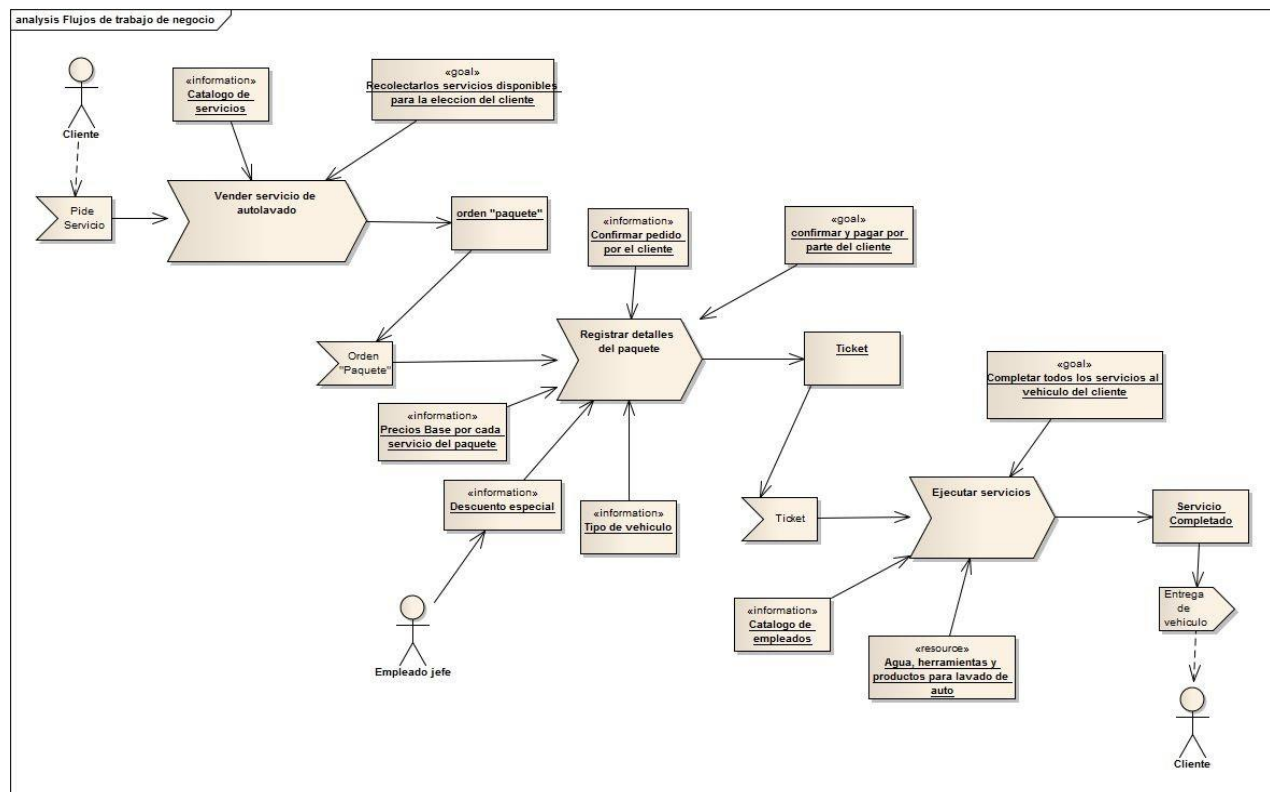 analysis Flujos de trabajo de negocio
Cliente
«information»
Catalogo de
servicios
«goal»
Recolectarlos servicios disponibles
para la eleccion del cliente
Pide
Servicio
Vender servicio de
autolavado
orden "paquete"
«information»
Confirmar pedido
por el cliente
«goal»
confirmar y pagar por
parte del cliente
Orden
"Paquete"
Registrar detalles
del paquete
Ticket
«goal»
Completar todos los servicios al
vehiculo del cliente
«information»
Precios Base por cada
servicio del paquete
«information»
Descuento especial
«information»
Tipo de vehiculo
Ticket
Ejecutar servicios
Servicio
Completado
Empleado jefe
«information»
Catalogo de
empleados
«resource»
Agua, herramientas y
productos para lavado de
auto
Entrega
de
vehiculo
Cliente